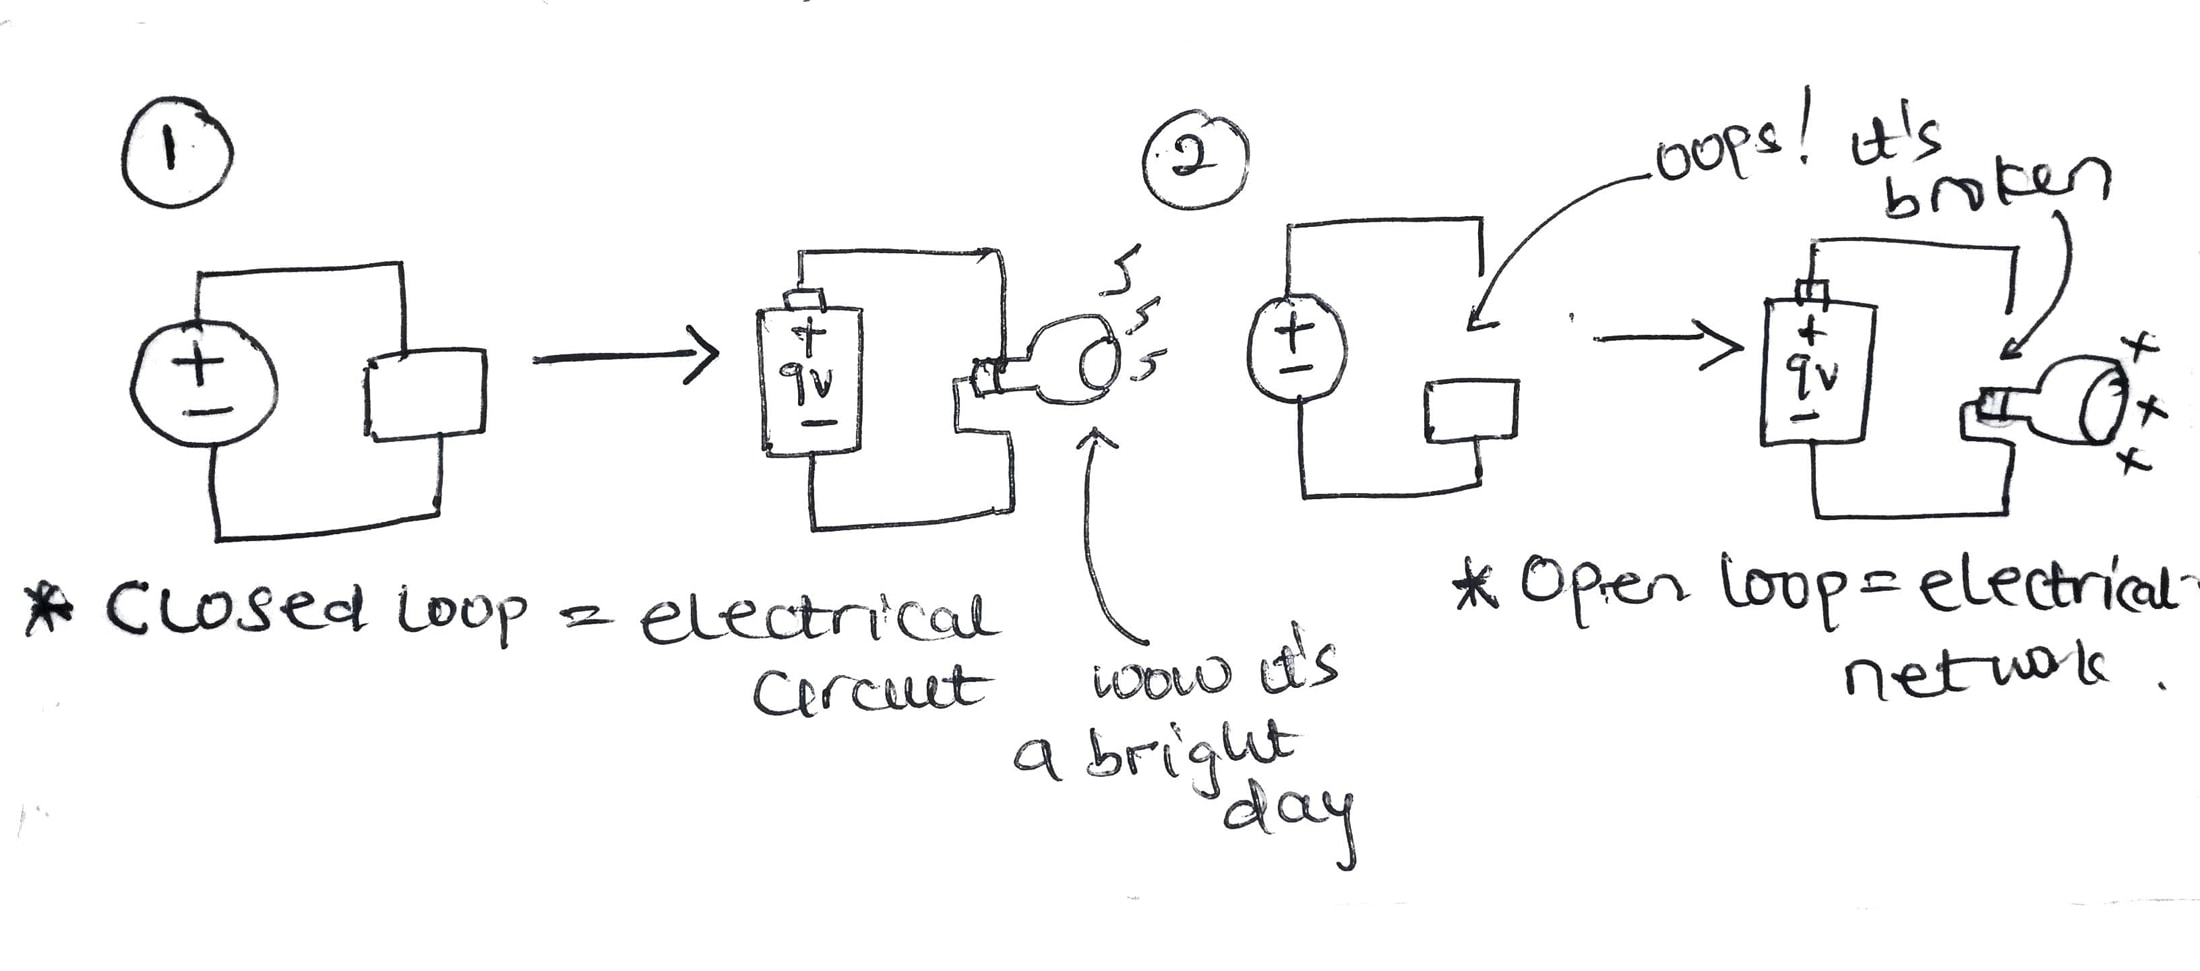 1
+
−
+
9V
−
* Closed loop = electrical
circuit
wow it's
a bright
day
2
oops! it's
broken
+
−
+
9V
−
* Open loop = electrical
network.